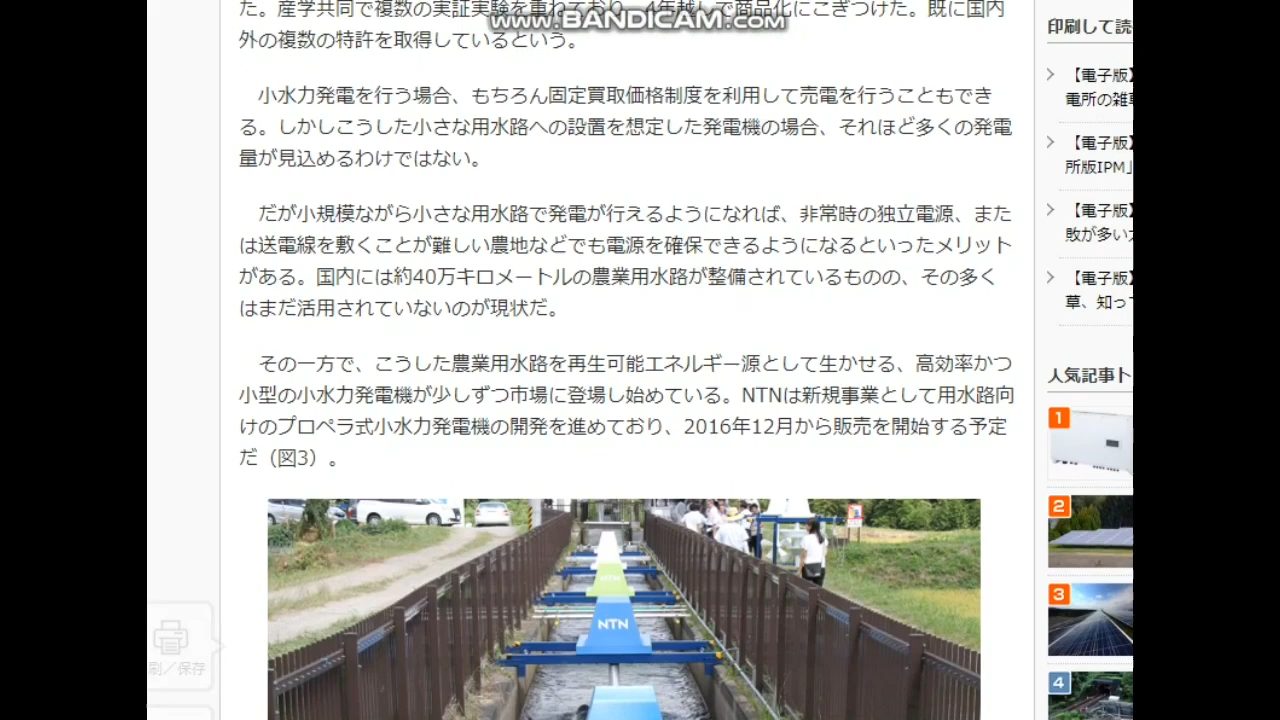 た。産学共同で複数の実証実験を重ねており、4年越しで商品化にこぎつけた。既に国内
www.BANDICAM.com
外の複数の特許を取得しているという。
小水力発電を行う場合、もちろん固定買取価格制度を利用して売電を行うこともでき
る。しかしこうした小さな用水路への設置を想定した発電機の場合、それほど多くの発電
量が見込めるわけではない。
だが小規模ながら小さな用水路で発電が行えるようになれば、非常時の独立電源、また
は送電線を敷くことが難しい農地などでも電源を確保できるようになるといったメリット
がある。国内には約40万キロメートルの農業用水路が整備されているものの、その多く
はまだ活用されていないのが現状だ。
その一方で、こうした農業用水路を再生可能エネルギー源として生かせる、高効率かつ
小型の小水力発電機が少しずつ市場に登場し始めている。NTNは新規事業として用水路向
けのプロペラ式小水力発電機の開発を進めており、2016年12月から販売を開始する予定
だ（図3）。
NTN
NTN
刷／保存
印刷して読
【電子版】
電所の雑草
【電子版】
所版IPM」
【電子版】
敗が多い
【電子版】
草、知って
人気記事ト
1
2
3
4